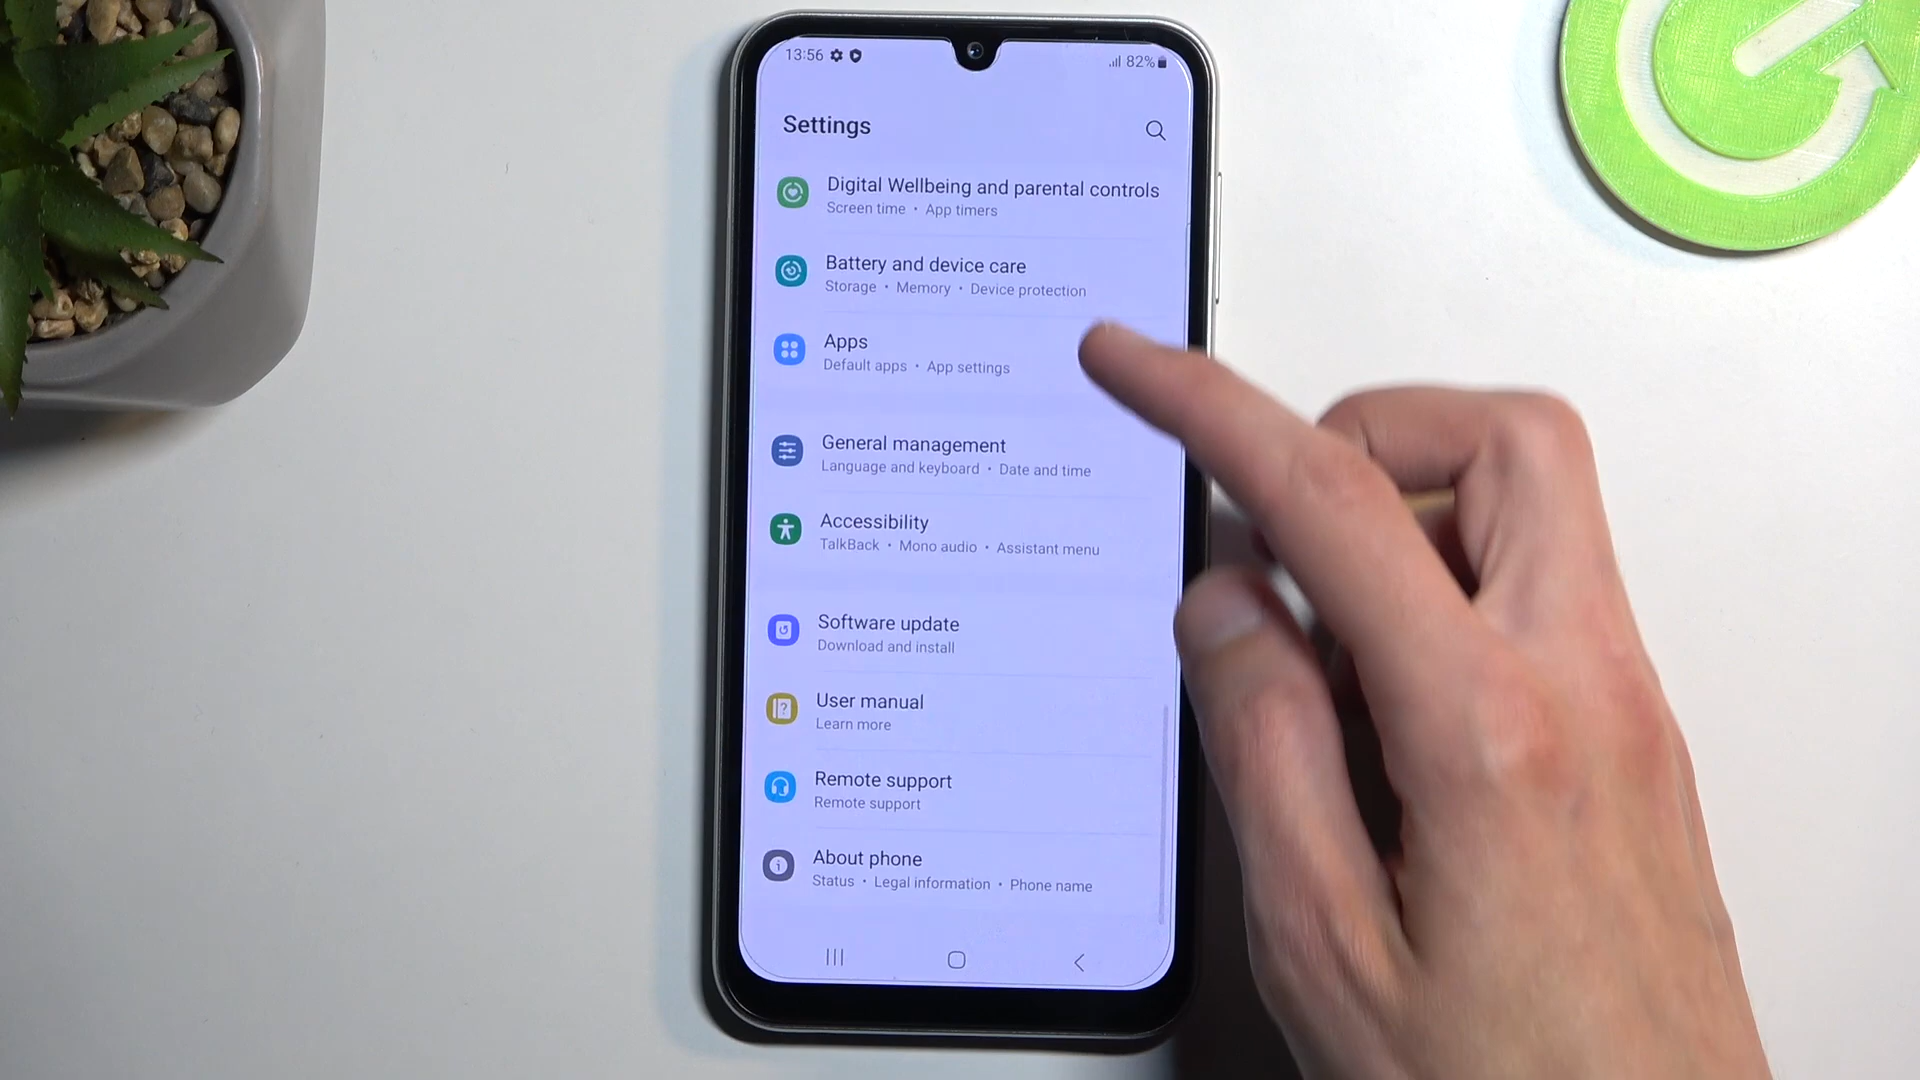 13:56 82%
Settings
Digital Wellbeing and parental controls
Screen time • App timers
Battery and device care
Storage • Memory • Device protection
Apps
Default apps • App settings
General management
Language and keyboard • Date and time
Accessibility
TalkBack • Mono audio • Assistant menu
Software update
Download and install
User manual
Learn more
Remote support
Remote support
About phone
Status • Legal information • Phone name